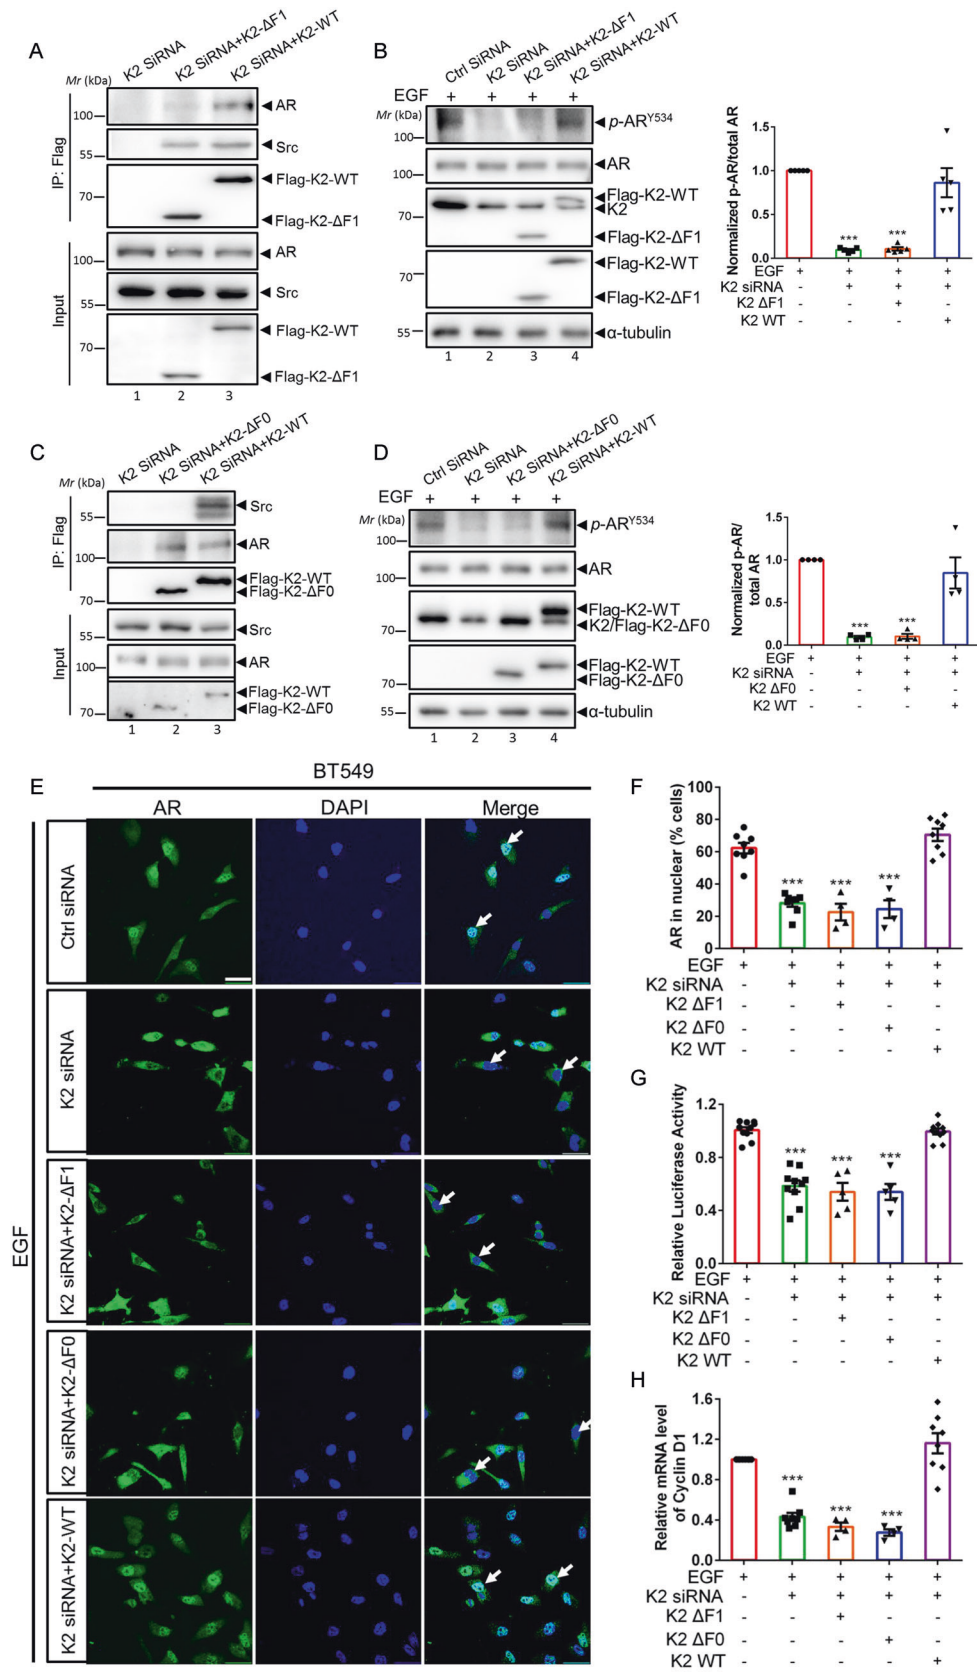 A
K2 SiRNA
K2 SiRNA+K2-ΔF1
K2 SiRNA+K2-WT
Mr (kDa)
IP: Flag
100
AR
55
Src
70
Flag-K2-WT
Flag-K2-ΔF1
Input
100
AR
55
Src
70
Flag-K2-WT
Flag-K2-ΔF1
1 2 3
B
Ctrl SiRNA
K2 SiRNA
K2 SiRNA+K2-ΔF1
K2 SiRNA+K2-WT
EGF + + + +
Mr (kDa)
100
p-AR^Y534
100
AR
70
Flag-K2-WT
K2
Flag-K2-ΔF1
70
Flag-K2-WT
Flag-K2-ΔF1
55
α-tubulin
1 2 3 4
Normalized p-AR/total AR
1.5
1.0
0.5
0.0
*** ***
EGF + + + +
K2 siRNA - + + +
K2 ΔF1 - - + -
K2 WT - - - +
C
K2 SiRNA
K2 SiRNA+K2-ΔF0
K2 SiRNA+K2-WT
Mr (kDa)
IP: Flag
55
Src
100
AR
70
Flag-K2-WT
Flag-K2-ΔF0
Input
55
Src
100
AR
70
Flag-K2-WT
Flag-K2-ΔF0
1 2 3
D
Ctrl SiRNA
K2 SiRNA
K2 SiRNA+K2-ΔF0
K2 SiRNA+K2-WT
EGF + + + +
Mr (kDa)
100
p-AR^Y534
100
AR
70
Flag-K2-WT
K2/Flag-K2-ΔF0
70
Flag-K2-WT
Flag-K2-ΔF0
55
α-tubulin
1 2 3 4
Normalized p-AR/
total AR
1.5
1.0
0.5
0.0
*** ***
EGF + + + +
K2 siRNA - + + +
K2 ΔF0 - - + -
K2 WT - - - +
E
BT549
AR DAPI Merge
EGF
Ctrl siRNA
K2 siRNA
K2 siRNA+K2-ΔF1
K2 siRNA+K2-ΔF0
K2 siRNA+K2-WT
F
AR in nuclear (% cells)
100
80
60
40
20
0
*** *** ***
EGF + + + + +
K2 siRNA - + + + +
K2 ΔF1 - - + - -
K2 ΔF0 - - - + -
K2 WT - - - - +
G
Relative Luciferase Activity
1.2
0.8
0.4
0.0
*** *** ***
EGF + + + + +
K2 siRNA - + + + +
K2 ΔF1 - - + - -
K2 ΔF0 - - - + -
K2 WT - - - - +
H
Relative mRNA level
of Cyclin D1
1.6
1.2
0.8
0.4
0.0
*** *** ***
EGF + + + + +
K2 siRNA - + + + +
K2 ΔF1 - - + - -
K2 ΔF0 - - - + -
K2 WT - - - - +